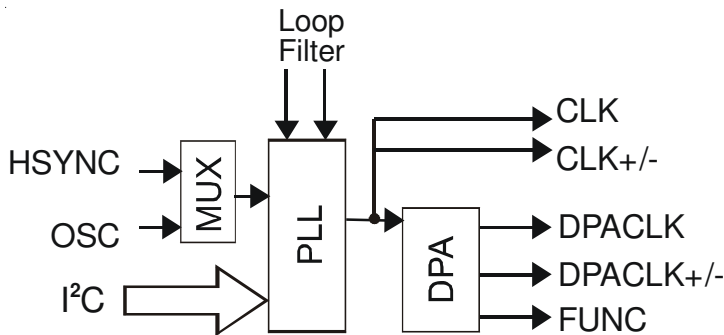 Loop
Filter
CLK
CLK+/-
HSYNC
MUX
OSC
PLL
DPA
DPACLK
DPACLK+/-
I²C
FUNC